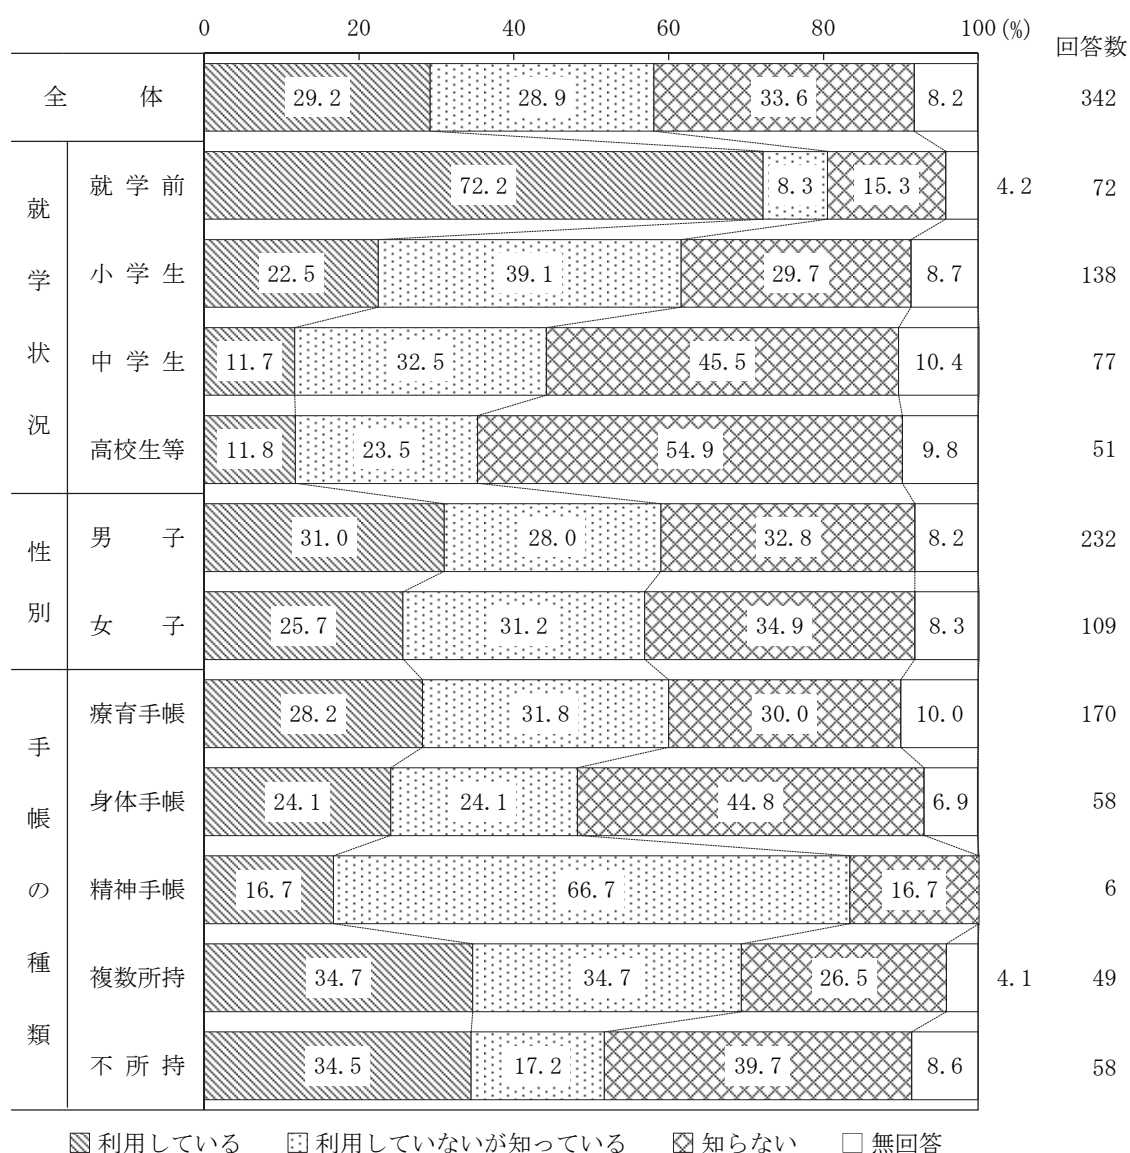 0 20 40 60 80 100 (%)
回答数
全体 29.2 28.9 33.6 8.2 342
就学状況
就学前 72.2 8.3 15.3 4.2 72
小学生 22.5 39.1 29.7 8.7 138
中学生 11.7 32.5 45.5 10.4 77
高校生等 11.8 23.5 54.9 9.8 51
性別
男子 31.0 28.0 32.8 8.2 232
女子 25.7 31.2 34.9 8.3 109
手帳の種類
療育手帳 28.2 31.8 30.0 10.0 170
身体手帳 24.1 24.1 44.8 6.9 58
精神手帳 16.7 66.7 16.7 6
複数所持 34.7 34.7 26.5 4.1 49
不所持 34.5 17.2 39.7 8.6 58
利用している 利用していないが知っている 知らない 無回答